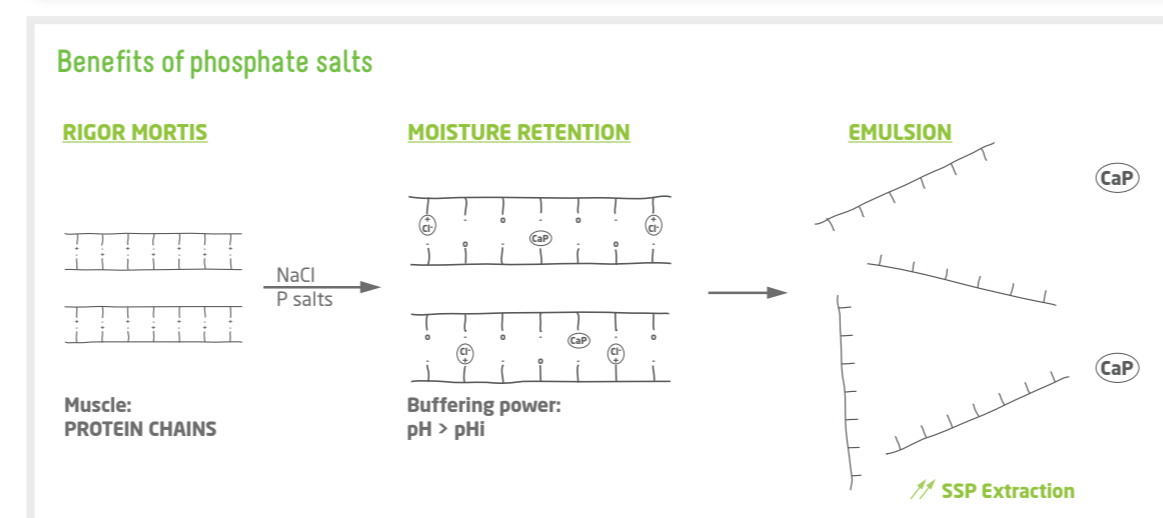 Benefits of phosphate salts
RIGOR MORTIS
MOISTURE RETENTION
EMULSION
NaCl
P salts
Cl-
Cl-
CaP
CaP
Cl-
Cl-
CaP
CaP
Muscle:
PROTEIN CHAINS
Buffering power:
pH > pHi
SSP Extraction